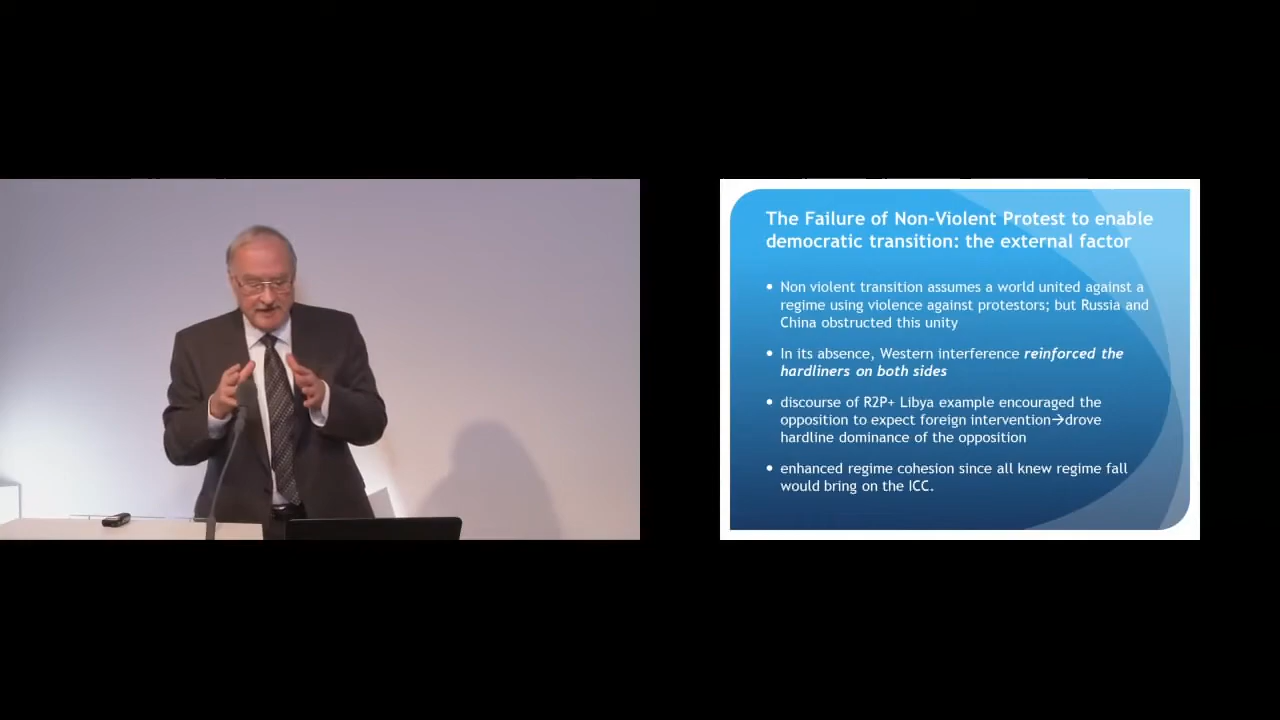 The Failure of Non-Violent Protest to enable
democratic transition: the external factor
• Non violent transition assumes a world united against a
regime using violence against protestors; but Russia and
China obstructed this unity
• In its absence, Western interference reinforced the
hardliners on both sides
• discourse of R2P+ Libya example encouraged the
opposition to expect foreign intervention→drove
hardline dominance of the opposition
• enhanced regime cohesion since all knew regime fall
would bring on the ICC.